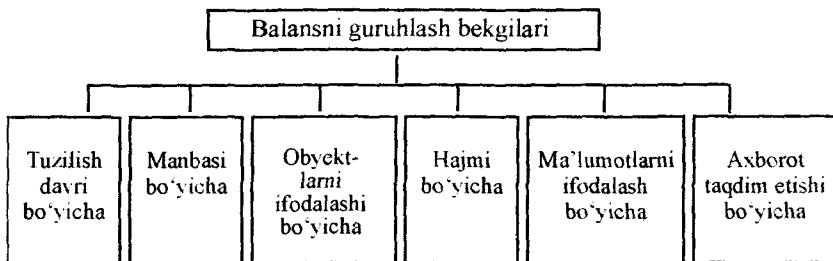 Balansni guruhlash bekgilari
Tuzilish
davri
bo‘yicha
Manbasi
bo‘yicha
Obyekt-
larni
ifodalashi
bo‘yicha
Hajmi
bo‘yicha
Ma’lumotlarni
ifodalash
bo‘yicha
Axborot
taqdim etishi
bo‘yicha